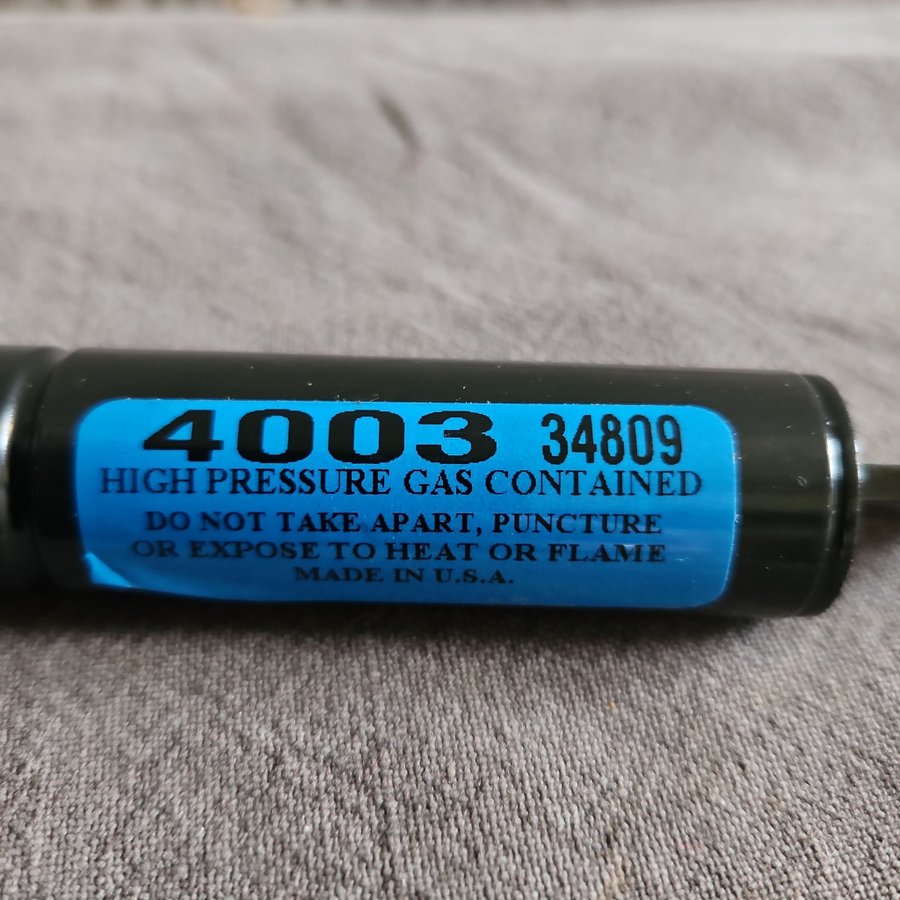 4003 34809
HIGH PRESSURE GAS CONTAINED
DO NOT TAKE APART, PUNCTURE
OR EXPOSE TO HEAT OR FLAME
MADE IN U.S.A.